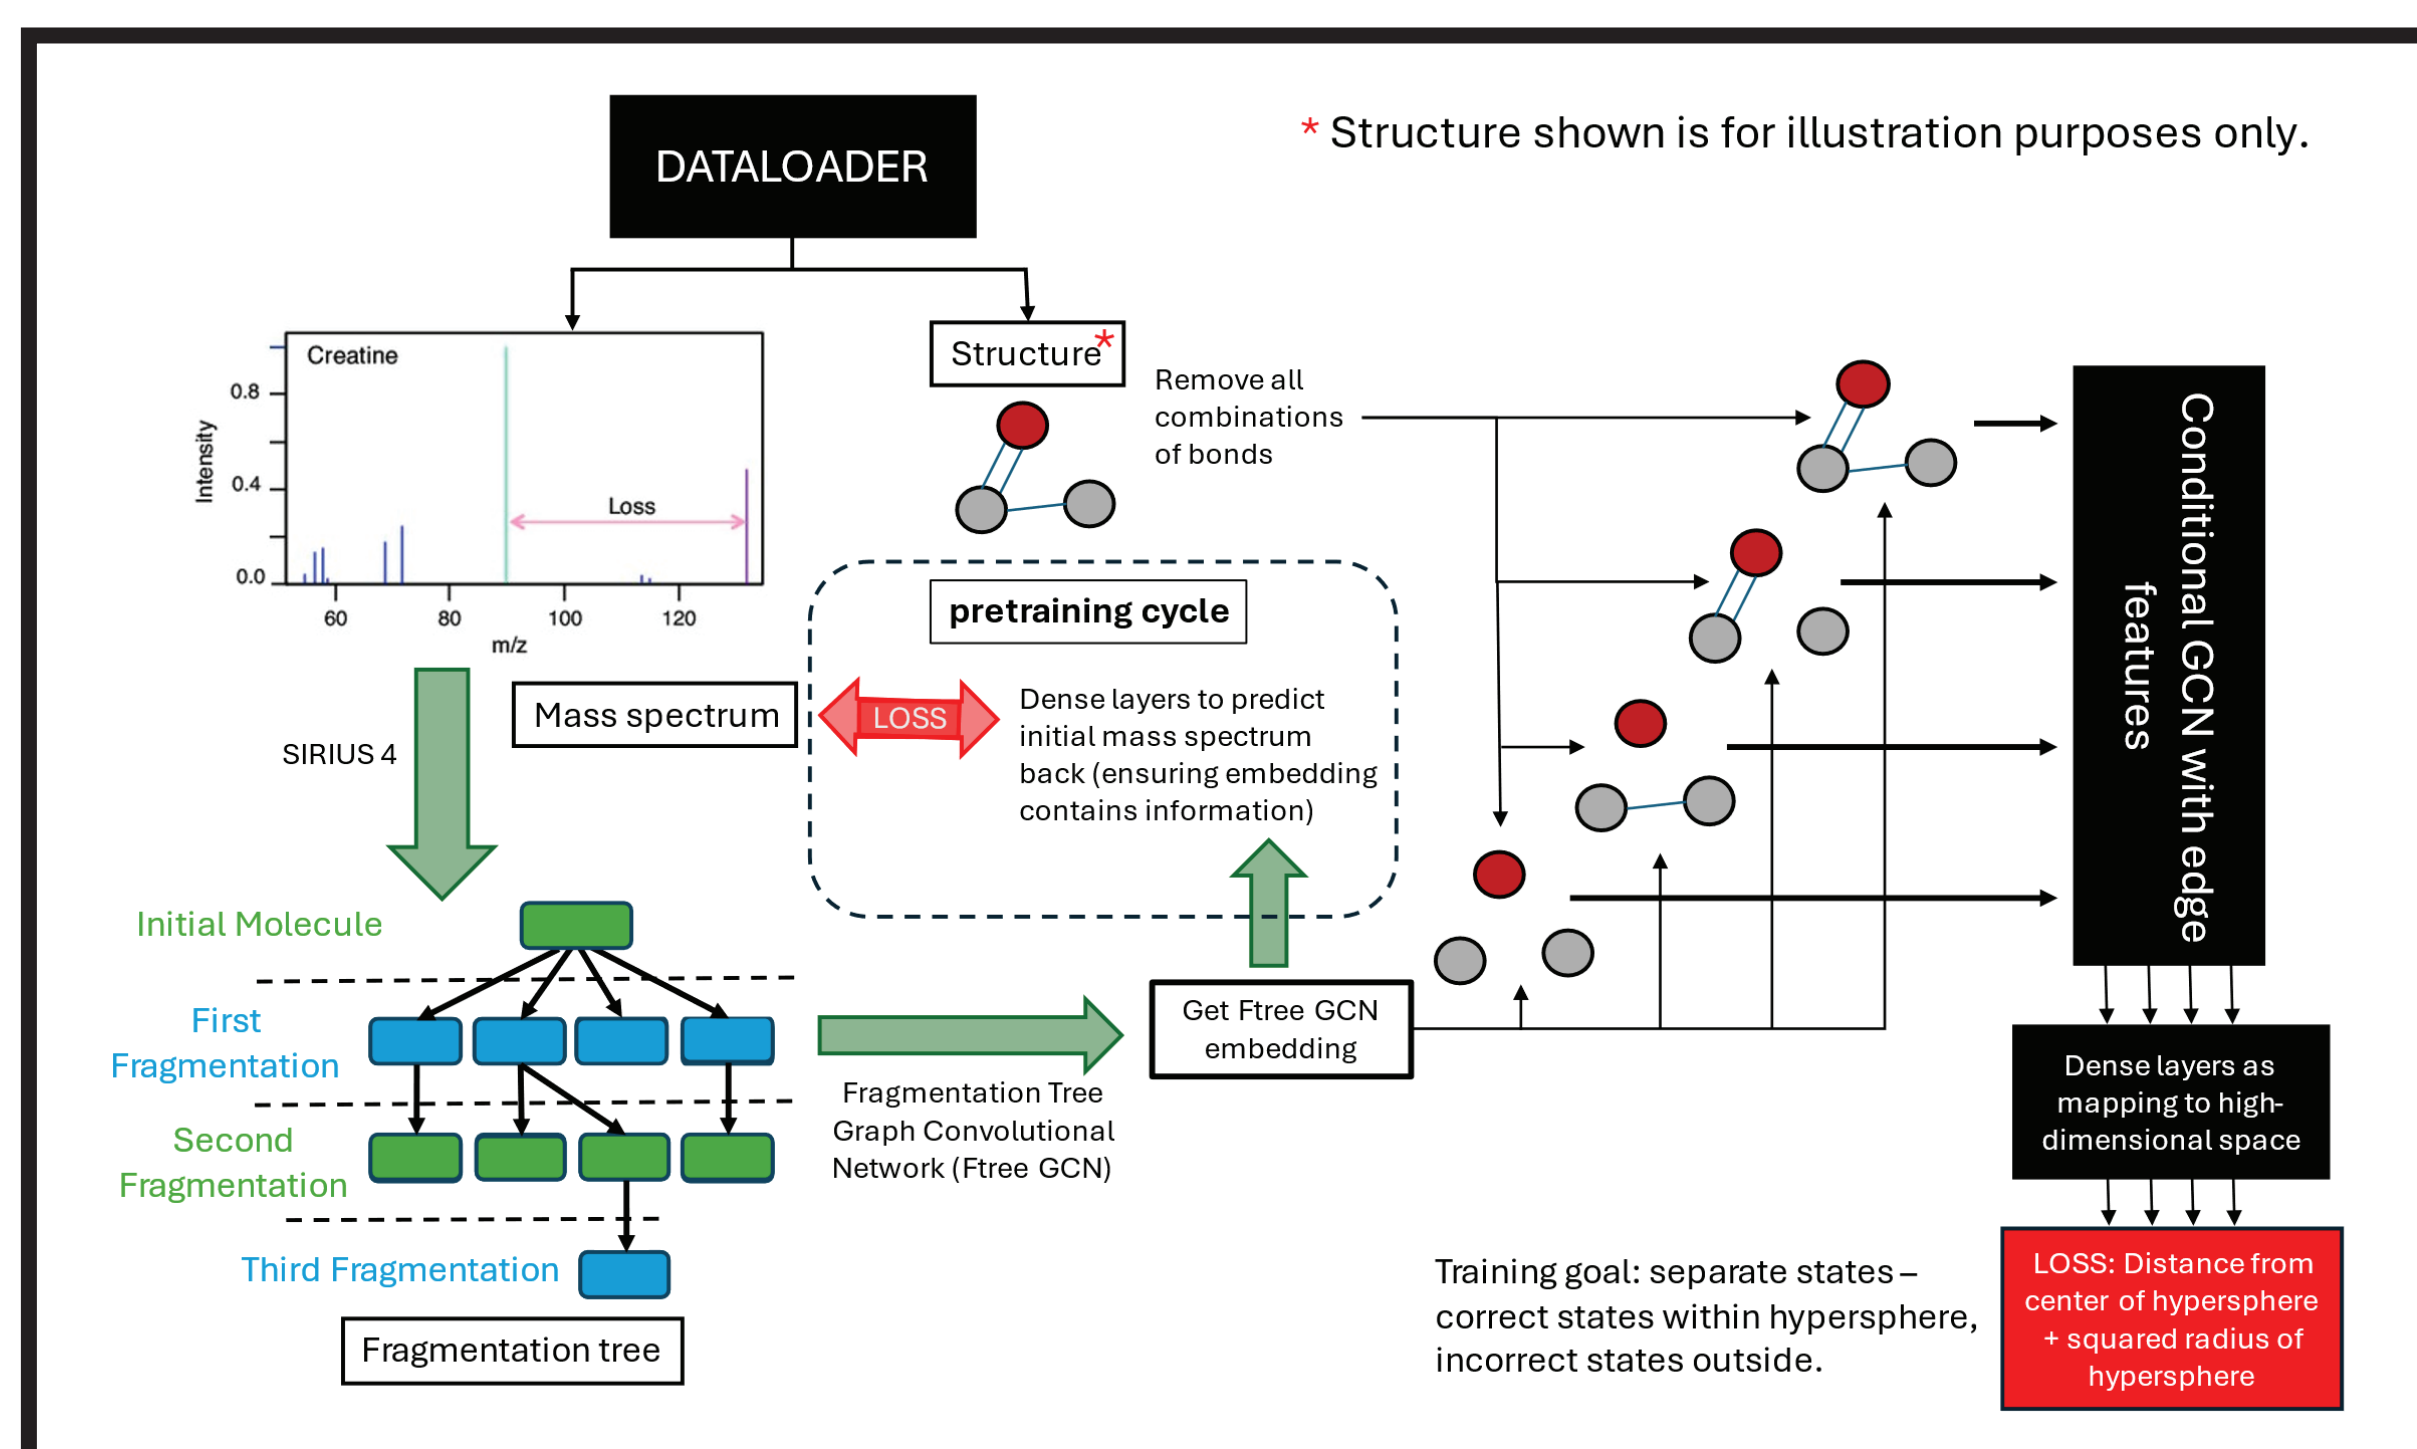 DATALOADER
* Structure shown is for illustration purposes only.
Creatine
0.8
0.4
0.0
Intensity
Loss
60 80 100 120
m/z
Structure*
Remove all
combinations
of bonds
pretraining cycle
Mass spectrum
LOSS
Dense layers to predict
initial mass spectrum
back (ensuring embedding
contains information)
SIRIUS 4
Initial Molecule
First
Fragmentation
Second
Fragmentation
Third Fragmentation
Fragmentation tree
Fragmentation Tree
Graph Convolutional
Network (Ftree GCN)
Get Ftree GCN
embedding
Conditional GCN with edge
features
Dense layers as
mapping to high-
dimensional space
Training goal: separate states –
correct states within hypersphere,
incorrect states outside.
LOSS: Distance from
center of hypersphere
+ squared radius of
hypersphere